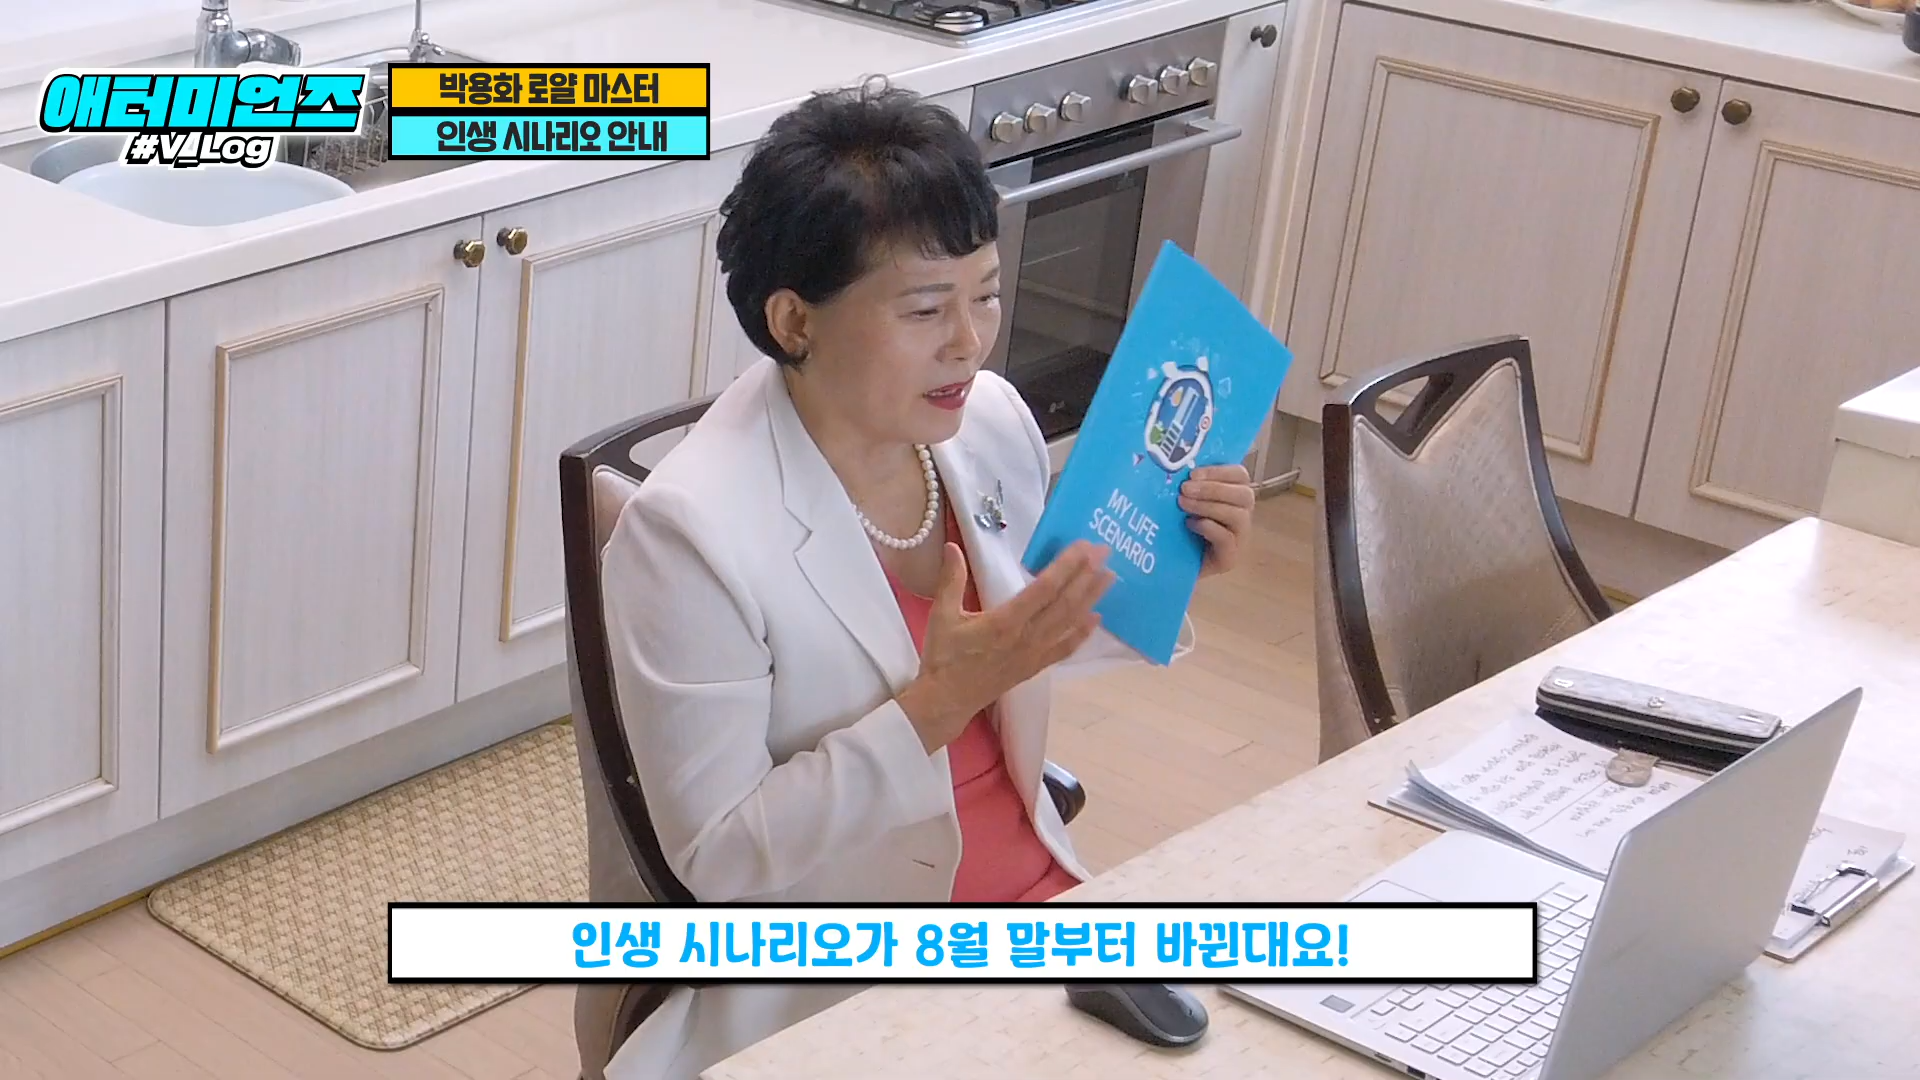 애터미언즈
#V_Log
박용화 로얄 마스터
인생 시나리오 안내
MY LIFE
SCENARIO
인생 시나리오가 8월 말부터 바뀐대요!